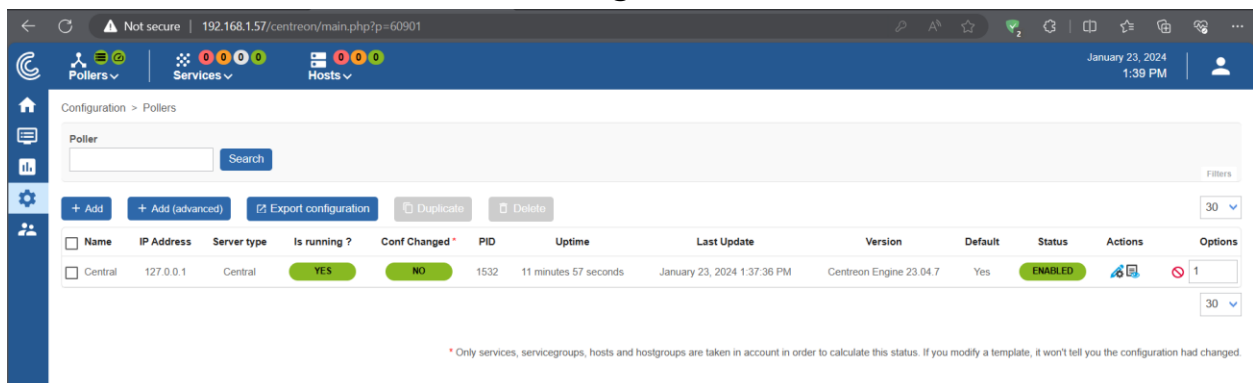 Not secure | 192.168.1.57/centreon/main.php?p=60901
2
Pollers
0 0 0 0
Services
0 0 0
Hosts
January 23, 2024
1:39 PM
Configuration > Pollers
Poller
Search
Filters
+ Add
+ Add (advanced)
Export configuration
Duplicate
Delete
30
Name IP Address Server type Is running ? Conf Changed * PID Uptime Last Update Version Default Status Actions Options
Central 127.0.0.1 Central YES NO 1532 11 minutes 57 seconds January 23, 2024 1:37:36 PM Centreon Engine 23.04.7 Yes ENABLED 1
30
* Only services, servicegroups, hosts and hostgroups are taken in account in order to calculate this status. If you modify a template, it won't tell you the configuration had changed.